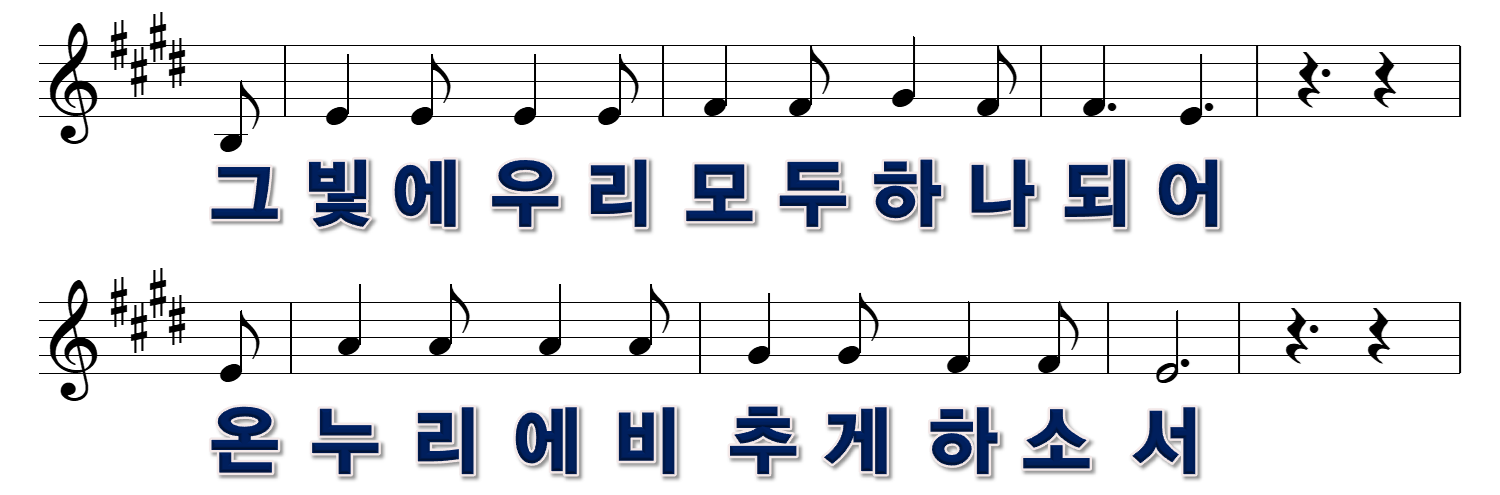 그 빛에 우 리 모 두 하 나 되 어
온 누 리 에 비 추 게 하 소 서